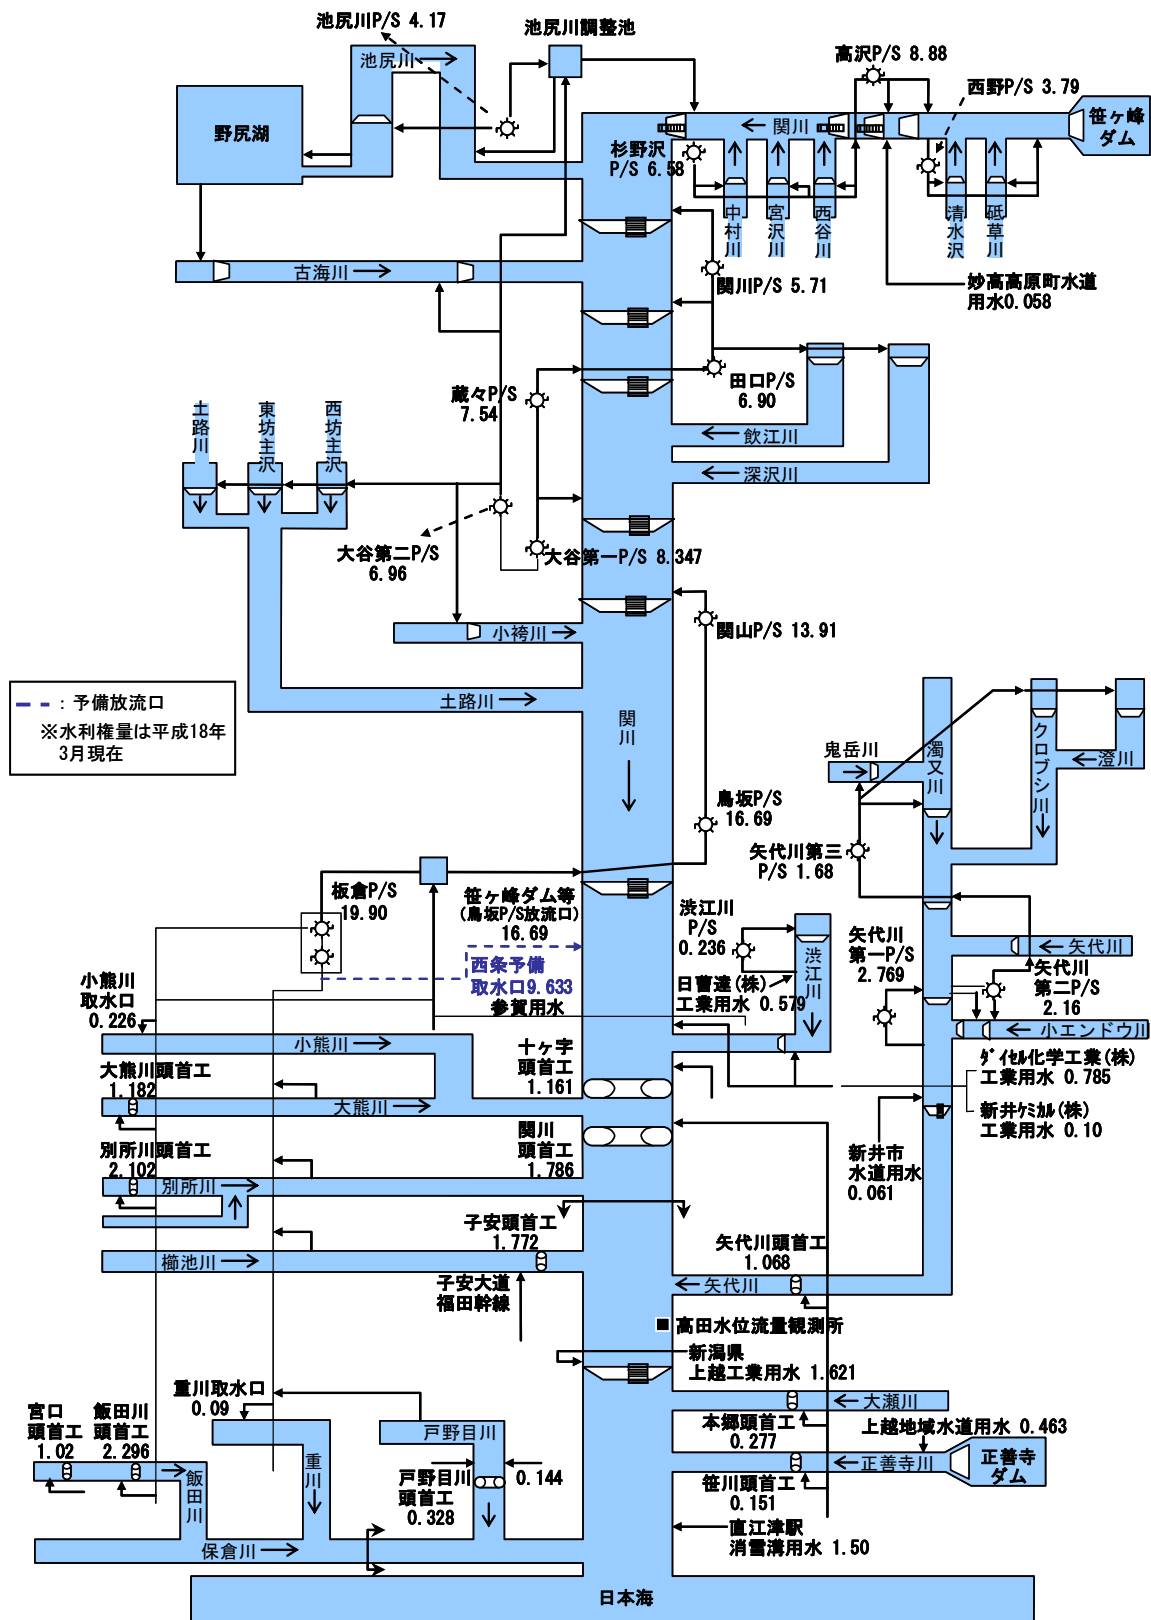 池尻川P/S 4.17
池尻川調整池
高沢P/S 8.88
西野P/S 3.79
池尻川
野尻湖
関川
笹ヶ峰
ダム
杉野沢
P/S 6.58
中村川
宮沢川
西谷川
清水沢
砥草川
古海川
関川P/S 5.71
妙高高原町水道
用水0.058
蔵々P/S
7.54
田口P/S
6.90
土路川
東坊主沢
西坊主沢
飲江川
深沢川
大谷第二P/S
6.96
大谷第一P/S 8.347
小袴川
関山P/S 13.91
土路川
- - : 予備放流口
※水利権量は平成18年
3月現在
関川
鬼岳川
濁又川
クロブシ川
澄川
鳥坂P/S
16.69
矢代川第三
P/S 1.68
板倉P/S
19.90
笹ヶ峰ダム等
(鳥坂P/S放流口)
16.69
渋江川
P/S
0.236
渋江川
矢代川
第一P/S
2.769
矢代川
西条予備
取水口9.633
参賀用水
日曹達(株)
工業用水 0.579
矢代川
第二P/S
2.16
小熊川
取水口
0.226
小熊川
十ヶ字
頭首工
1.161
小エンドウ川
大熊川頭首工
1.182
大熊川
ダイセル化学工業(株)
工業用水 0.785
新井ケミカル(株)
工業用水 0.10
別所川頭首工
2.102
別所川
関川
頭首工
1.786
新井市
水道用水
0.061
子安頭首工
1.772
櫛池川
矢代川頭首工
1.068
矢代川
子安大道
福田幹線
■ 高田水位流量観測所
新潟県
上越工業用水 1.621
重川取水口
0.09
大瀬川
宮口
頭首工
1.02
飯田川
頭首工
2.296
戸野目川
本郷頭首工
0.277
上越地域水道用水 0.463
飯田川
重川
戸野目川
頭首工
0.328
0.144
正善寺川
正善寺
ダム
笹川頭首工
0.151
直江津駅
消雪溝用水 1.50
保倉川
日本海